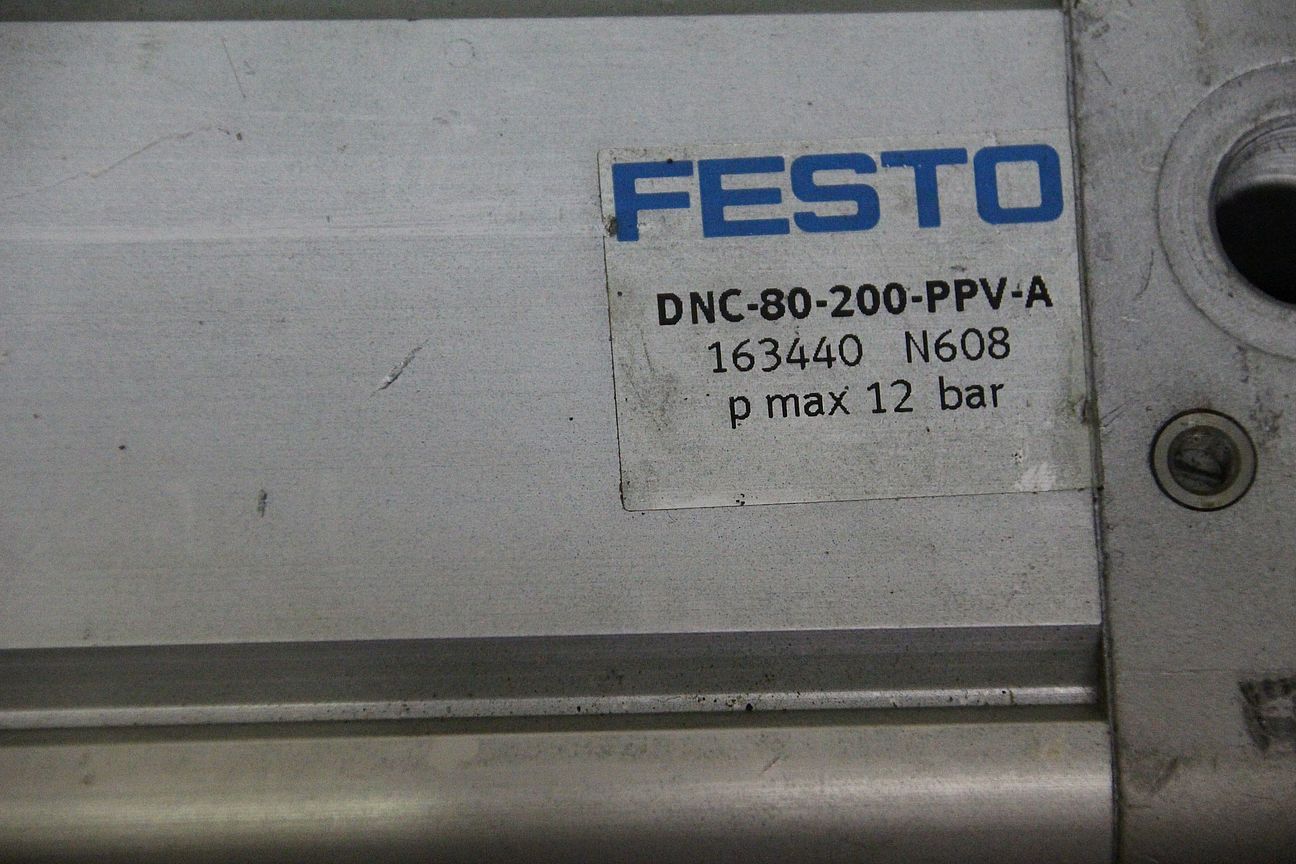 FESTO
DNC-80-200-PPV-A
163440 N608
p max 12 bar